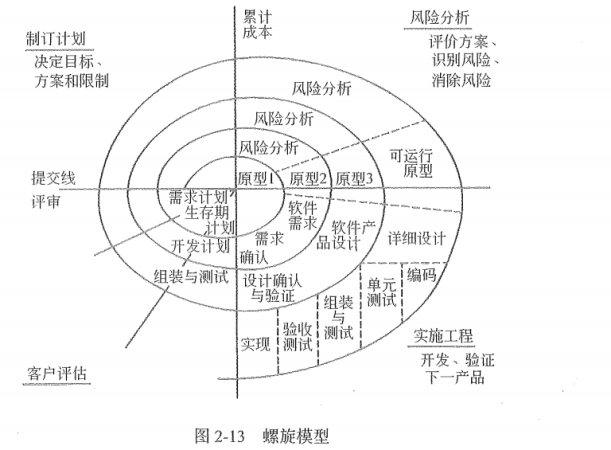 累计
成本
制订计划
决定目标、
方案和限制
风险分析
评价方案、
识别风险、
消除风险
风险分析
风险分析
风险分析
可运行
原型
提交线
评审
原型1
原型2
原型3
需求计划
生存期
计划
开发计划
组装与测试
需求
确认
软件
需求
软件产
品设计
详细设计
设计确认
与验证
实现
验收
测试
组装
与
测试
单元
测试
编码
实施工程
开发、验证
下一产品
客户评估
图 2-13 螺旋模型